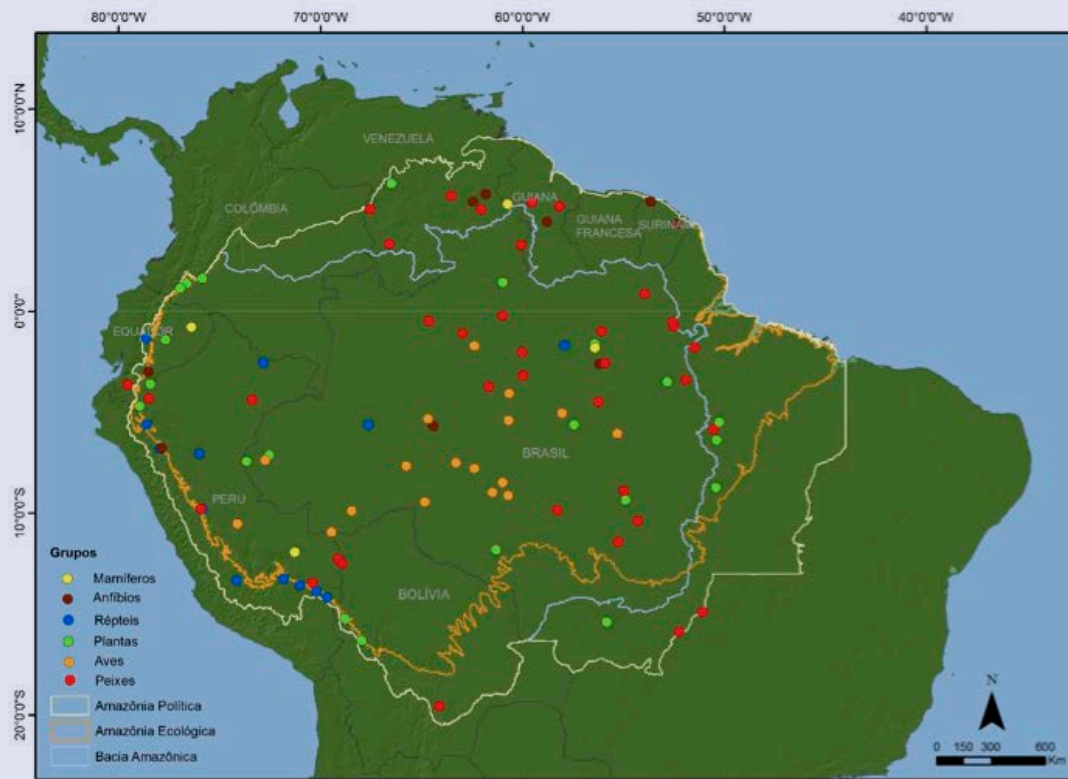 80°0'0"W 70°0'0"W 60°0'0"W 50°0'0"W 40°0'0"W
10°0'0"N
VENEZUELA
COLÔMBIA
GUIANA
GUIANA
FRANCESA
SURINAM
0°0'0"
EQUADOR
BRASIL
PERU
10°0'0"S
BOLÍVIA
Grupos
Mamíferos
Anfíbios
Répteis
Plantas
Aves
Peixes
Amazônia Política
Amazônia Ecológica
Bacia Amazônica
20°0'0"S
N
0 150 300 600
Km